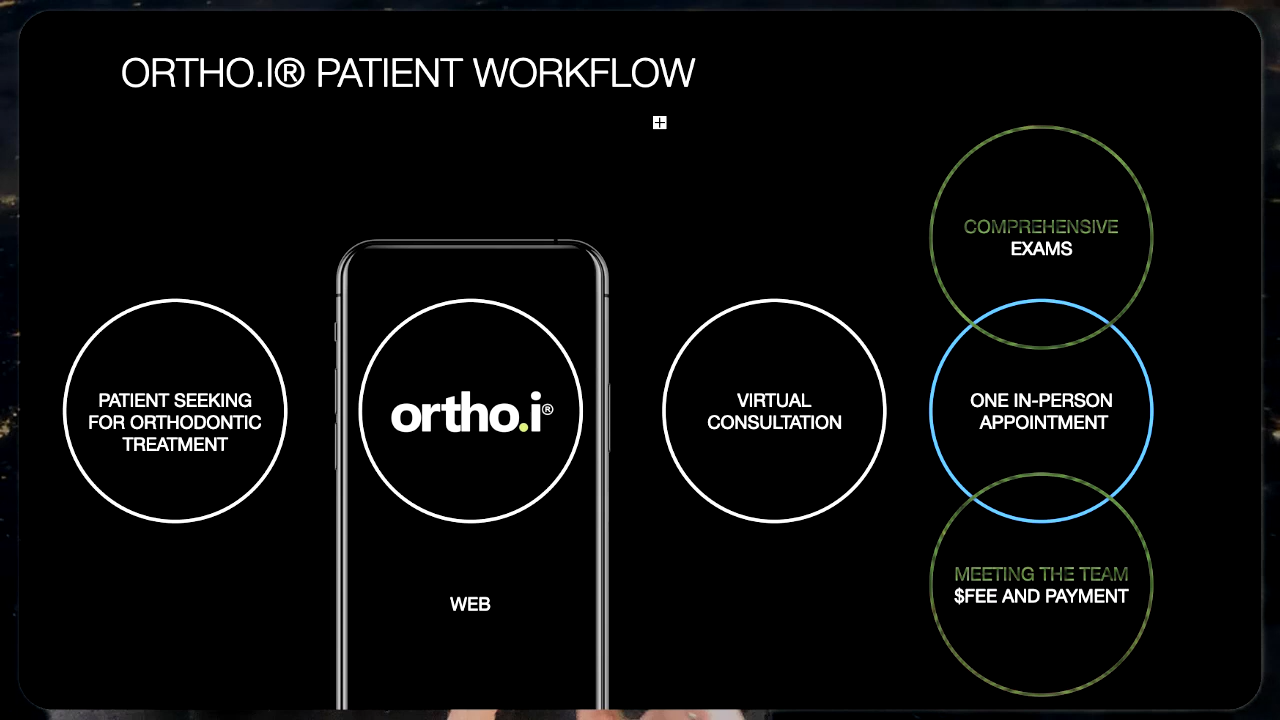 ORTHO.I® PATIENT WORKFLOW
PATIENT SEEKING
FOR ORTHODONTIC
TREATMENT
ortho.i®
WEB
VIRTUAL
CONSULTATION
COMPREHENSIVE
EXAMS
ONE IN-PERSON
APPOINTMENT
MEETING THE TEAM
$FEE AND PAYMENT